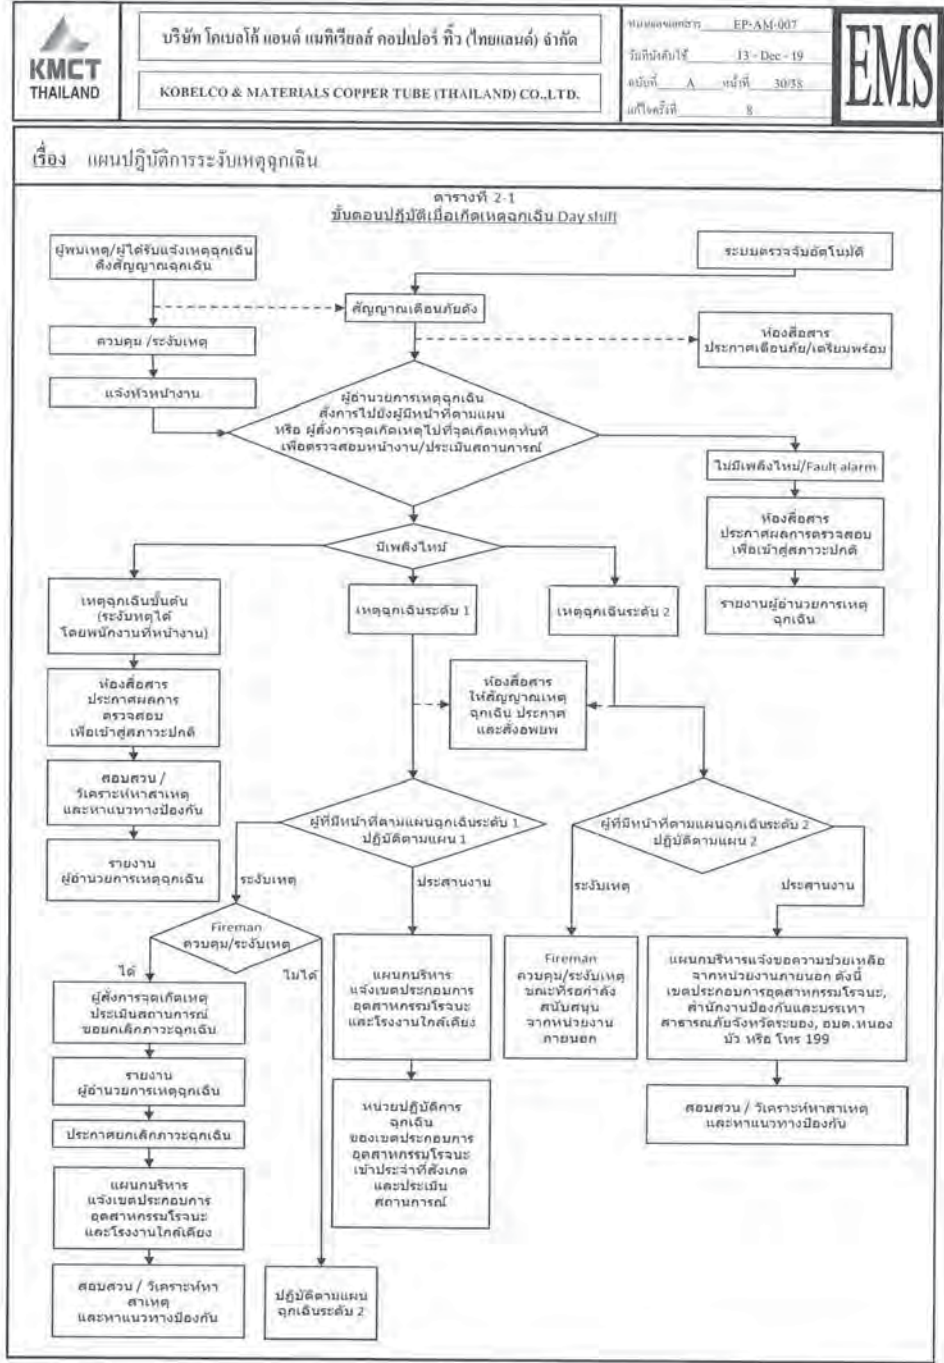 KMCT
THAILAND
บริษัท โคเบลโก้ แอนด์ แมทีเรียลส์ คอปเปอร์ ทิ้ว (ไทยแลนด์) จำกัด
KOBELCO & MATERIALS COPPER TUBE (THAILAND) CO.,LTD.
หมายเลขเอกสาร EP-AM-007
วันที่บังคับใช้ 13 - Dec - 19
ฉบับที่ A หน้าที่ 30/38
แก้ไขครั้งที่ 8
EMS
เรื่อง แผนปฏิบัติการระงับเหตุฉุกเฉิน
ตารางที่ 2-1
ขั้นตอนปฏิบัติเมื่อเกิดเหตุฉุกเฉิน Day shift
ผู้พบเหตุ/ผู้ได้รับแจ้งเหตุฉุกเฉิน
ดึงสัญญาณฉุกเฉิน
ระบบตรวจจับอัตโนมัติ
สัญญาณเตือนภัยดัง
ควบคุม /ระงับเหตุ
ห้องสื่อสาร
ประกาศเตือนภัย/เตรียมพร้อม
แจ้งหัวหน้างาน
ผู้อำนวยการเหตุฉุกเฉิน
สั่งการไปยังผู้มีหน้าที่ตามแผน
หรือ ผู้สั่งการจุดเกิดเหตุไปที่จุดเกิดเหตุทันที
เพื่อตรวจสอบหน้างาน/ประเมินสถานการณ์
ไม่มีเพลิงไหม้/Fault alarm
ห้องสื่อสาร
ประกาศผลการตรวจสอบ
เพื่อเข้าสู่สภาวะปกติ
รายงานผู้อำนวยการเหตุ
ฉุกเฉิน
มีเพลิงไหม้
เหตุฉุกเฉินขั้นต้น
(ระงับหตุได้
โดยพนักงานที่หน้างาน)
เหตุฉุกเฉินระดับ 1
เหตุฉุกเฉินระดับ 2
ห้องสื่อสาร
ประกาศผลการ
ตรวจสอบ
เพื่อเข้าสู่สภาวะปกติ
ห้องสื่อสาร
ให้สัญญาณเหตุ
ฉุกเฉิน ประกาศ
และสั่งอพยพ
สอบสวน /
วิเคราะห์หาสาเหตุ
และหาแนวทางป้องกัน
รายงาน
ผู้อำนวยการเหตุฉุกเฉิน
ผู้ที่มีหน้าที่ตามแผนฉุกเฉินระดับ 1
ปฏิบัติตามแผน 1
ผู้ที่มีหน้าที่ตามแผนฉุกเฉินระดับ 2
ปฏิบัติตามแผน 2
ระงับเหตุ
ประสานงาน
ระงับเหตุ
ประสานงาน
Fireman
ควบคุม/ระงับเหตุ
ได้
ไม่ได้
ผู้สั่งการจุดเกิดเหตุ
ประเมินสถานการณ์
ขอยกเลิกภาวะฉุกเฉิน
รายงาน
ผู้อำนวยการเหตุฉุกเฉิน
ประกาศยกเลิกภาวะฉุกเฉิน
แผนกบริหาร
แจ้งเขตประกอบการ
อุตสาหกรรมโรจนะ
และโรงงานใกล้เคียง
สอบสวน / วิเคราะห์หา
สาเหตุ
และหาแนวทางป้องกัน
ปฏิบัติตามแผน
ฉุกเฉินระดับ 2
แผนกบริหาร
แจ้งเขตประกอบการ
อุตสาหกรรมโรจนะ
และโรงงานใกล้เคียง
หน่วยปฏิบัติการ
ฉุกเฉิน
ของเขตประกอบการ
อุตสาหกรรมโรจนะ
เข้าประจำที่สังเกต
และประเมิน
สถานการณ์
Fireman
ควบคุม/ระงับเหตุ
ขณะที่รอกำลัง
สนับสนุน
จากหน่วยงาน
ภายนอก
แผนกบริหารแจ้งขอความช่วยเหลือ
จากหน่วยงานภายนอก ดังนี้
เขตประกอบการอุตสาหกรรมโรจนะ,
สำนักงานป้องกันและบรรเทา
สาธารณภัยจังหวัดระยอง, อบต.หนอง
บัว หรือ โทร 199
สอบสวน / วิเคราะห์หาสาเหตุ
และหาแนวทางป้องกัน